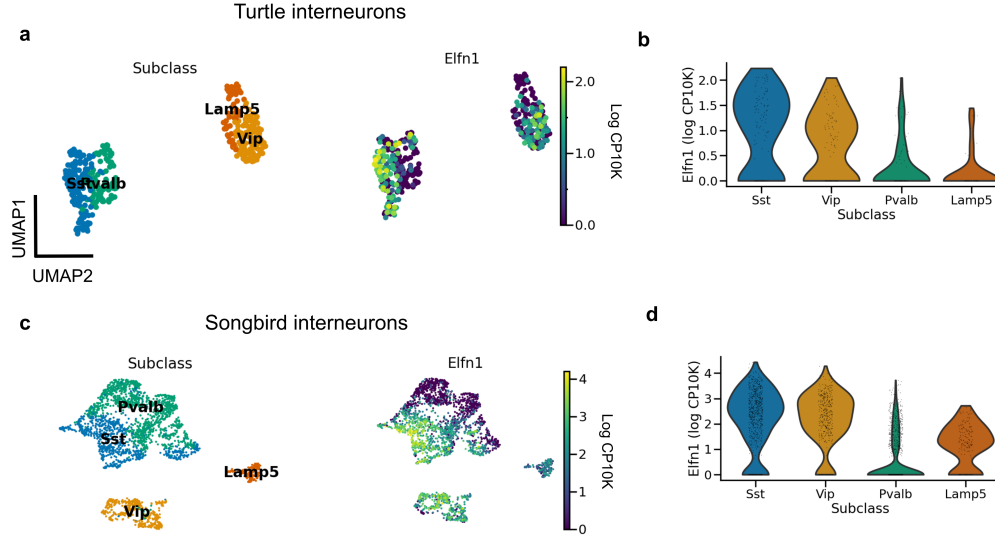 Turtle interneurons
a
Subclass
Lamp5
Vip
Sst
Pvalb
UMAP1
UMAP2
Elfn1
2.0
1.0
0.0
Log CP10K
b
Elfn1 (log CP10K)
2.0
1.5
1.0
0.5
0.0
Sst Vip Pvalb Lamp5
Subclass
Songbird interneurons
c
Subclass
Pvalb
Sst
Lamp5
Vip
Elfn1
4
3
2
1
0
Log CP10K
d
Elfn1 (log CP10K)
4
3
2
1
0
Sst Vip Pvalb Lamp5
Subclass